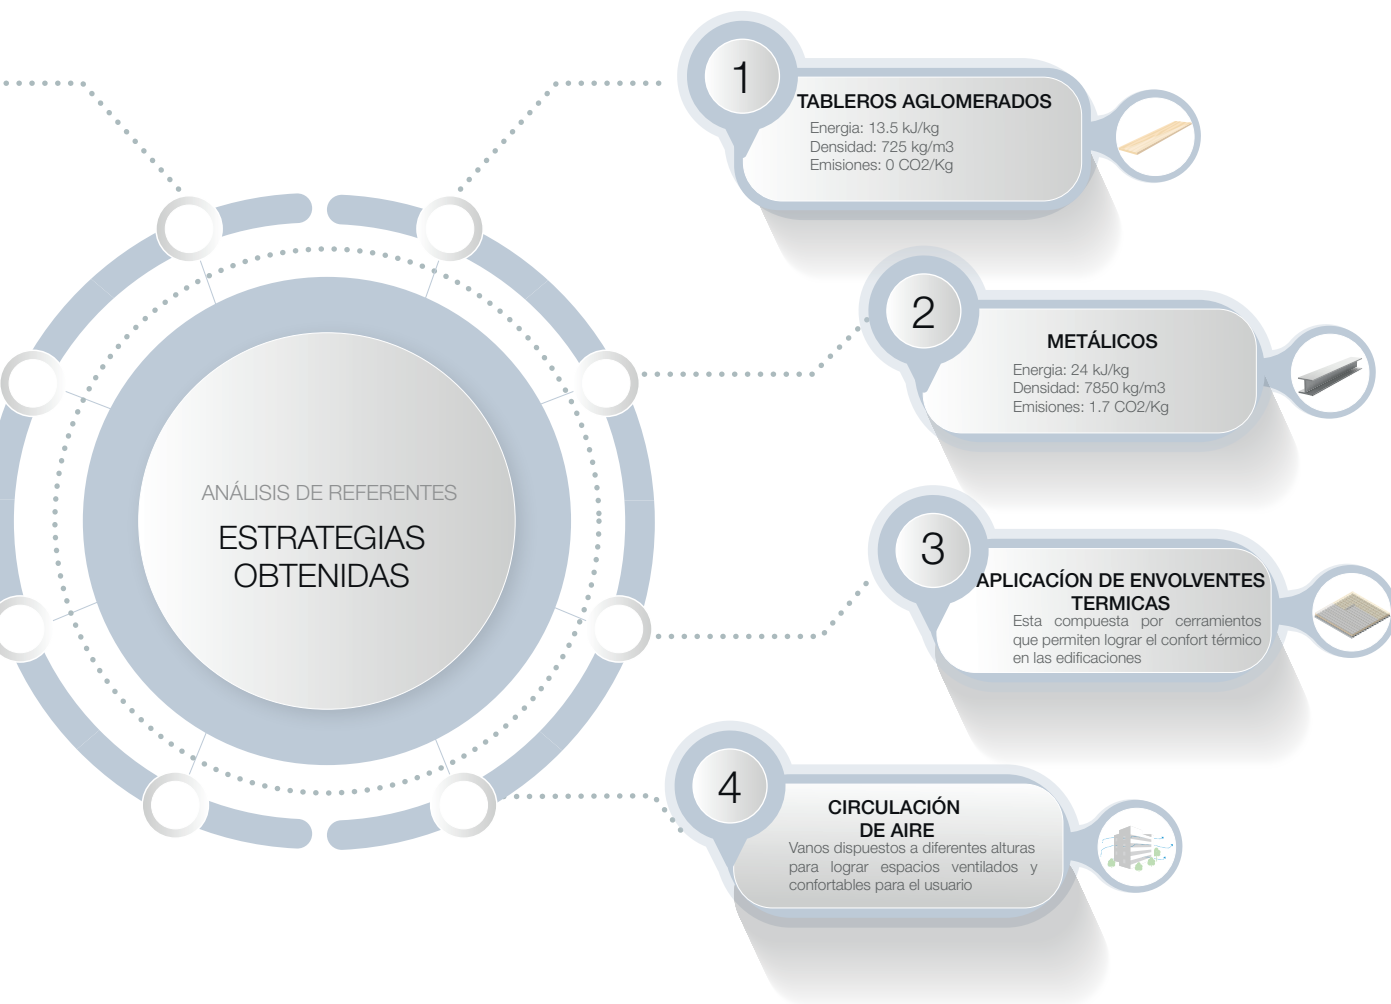 ANÁLISIS DE REFERENTES
ESTRATEGIAS
OBTENIDAS
1
TABLEROS AGLOMERADOS
Energia: 13.5 kJ/kg
Densidad: 725 kg/m3
Emisiones: 0 CO2/Kg
2
METÁLICOS
Energia: 24 kJ/kg
Densidad: 7850 kg/m3
Emisiones: 1.7 CO2/Kg
3
APLICACÍON DE ENVOLVENTES
TERMICAS
Esta compuesta por cerramientos
que permiten lograr el confort térmico
en las edificaciones
4
CIRCULACIÓN
DE AIRE
Vanos dispuestos a diferentes alturas
para lograr espacios ventilados y
confortables para el usuario